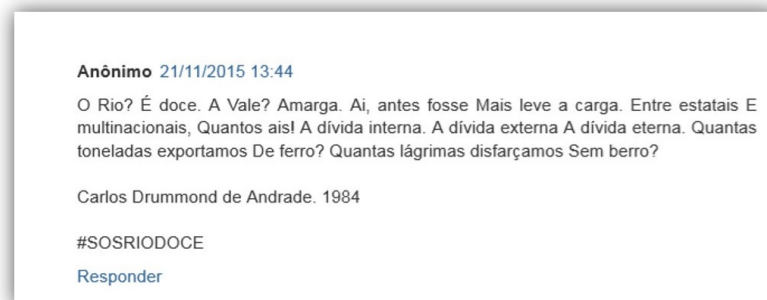 Anônimo 21/11/2015 13:44
O Rio? É doce. A Vale? Amarga. Ai, antes fosse Mais leve a carga. Entre estatais E
multinacionais, Quantos ais! A dívida interna. A dívida externa A dívida eterna. Quantas
toneladas exportamos De ferro? Quantas lágrimas disfarçamos Sem berro?
Carlos Drummond de Andrade. 1984
#SOSRIODOCE
Responder